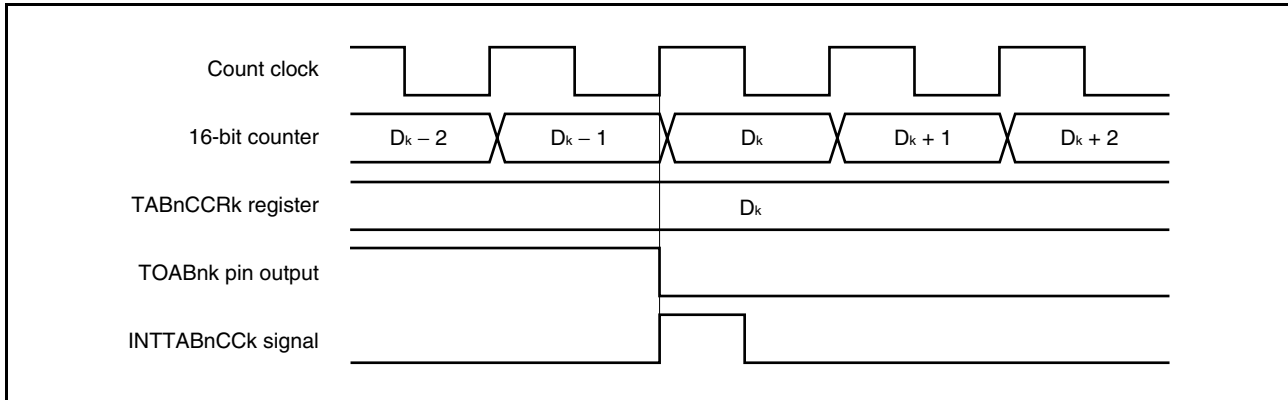 Count clock
16-bit counter
Dk − 2 Dk − 1 Dk Dk + 1 Dk + 2
TABnCCRk register
Dk
TOABnk pin output
INTTABnCCk signal